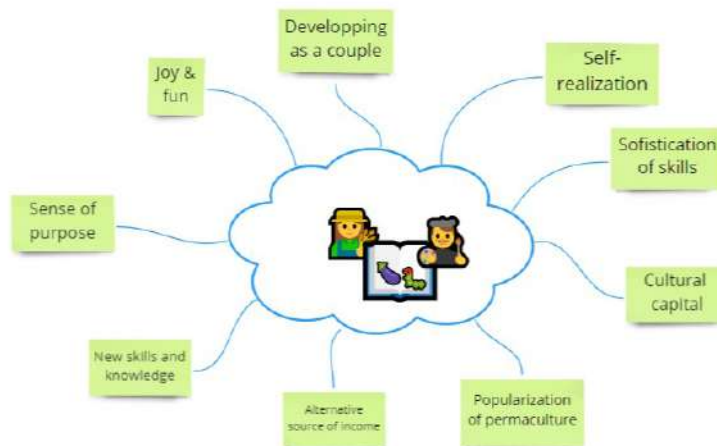 Developping
as a couple
Joy &
fun
Self-
realization
Sofistication
of skills
Sense of
purpose
Cultural
capital
New skills and
knowledge
Alternative
source of income
Popularization
of permaculture